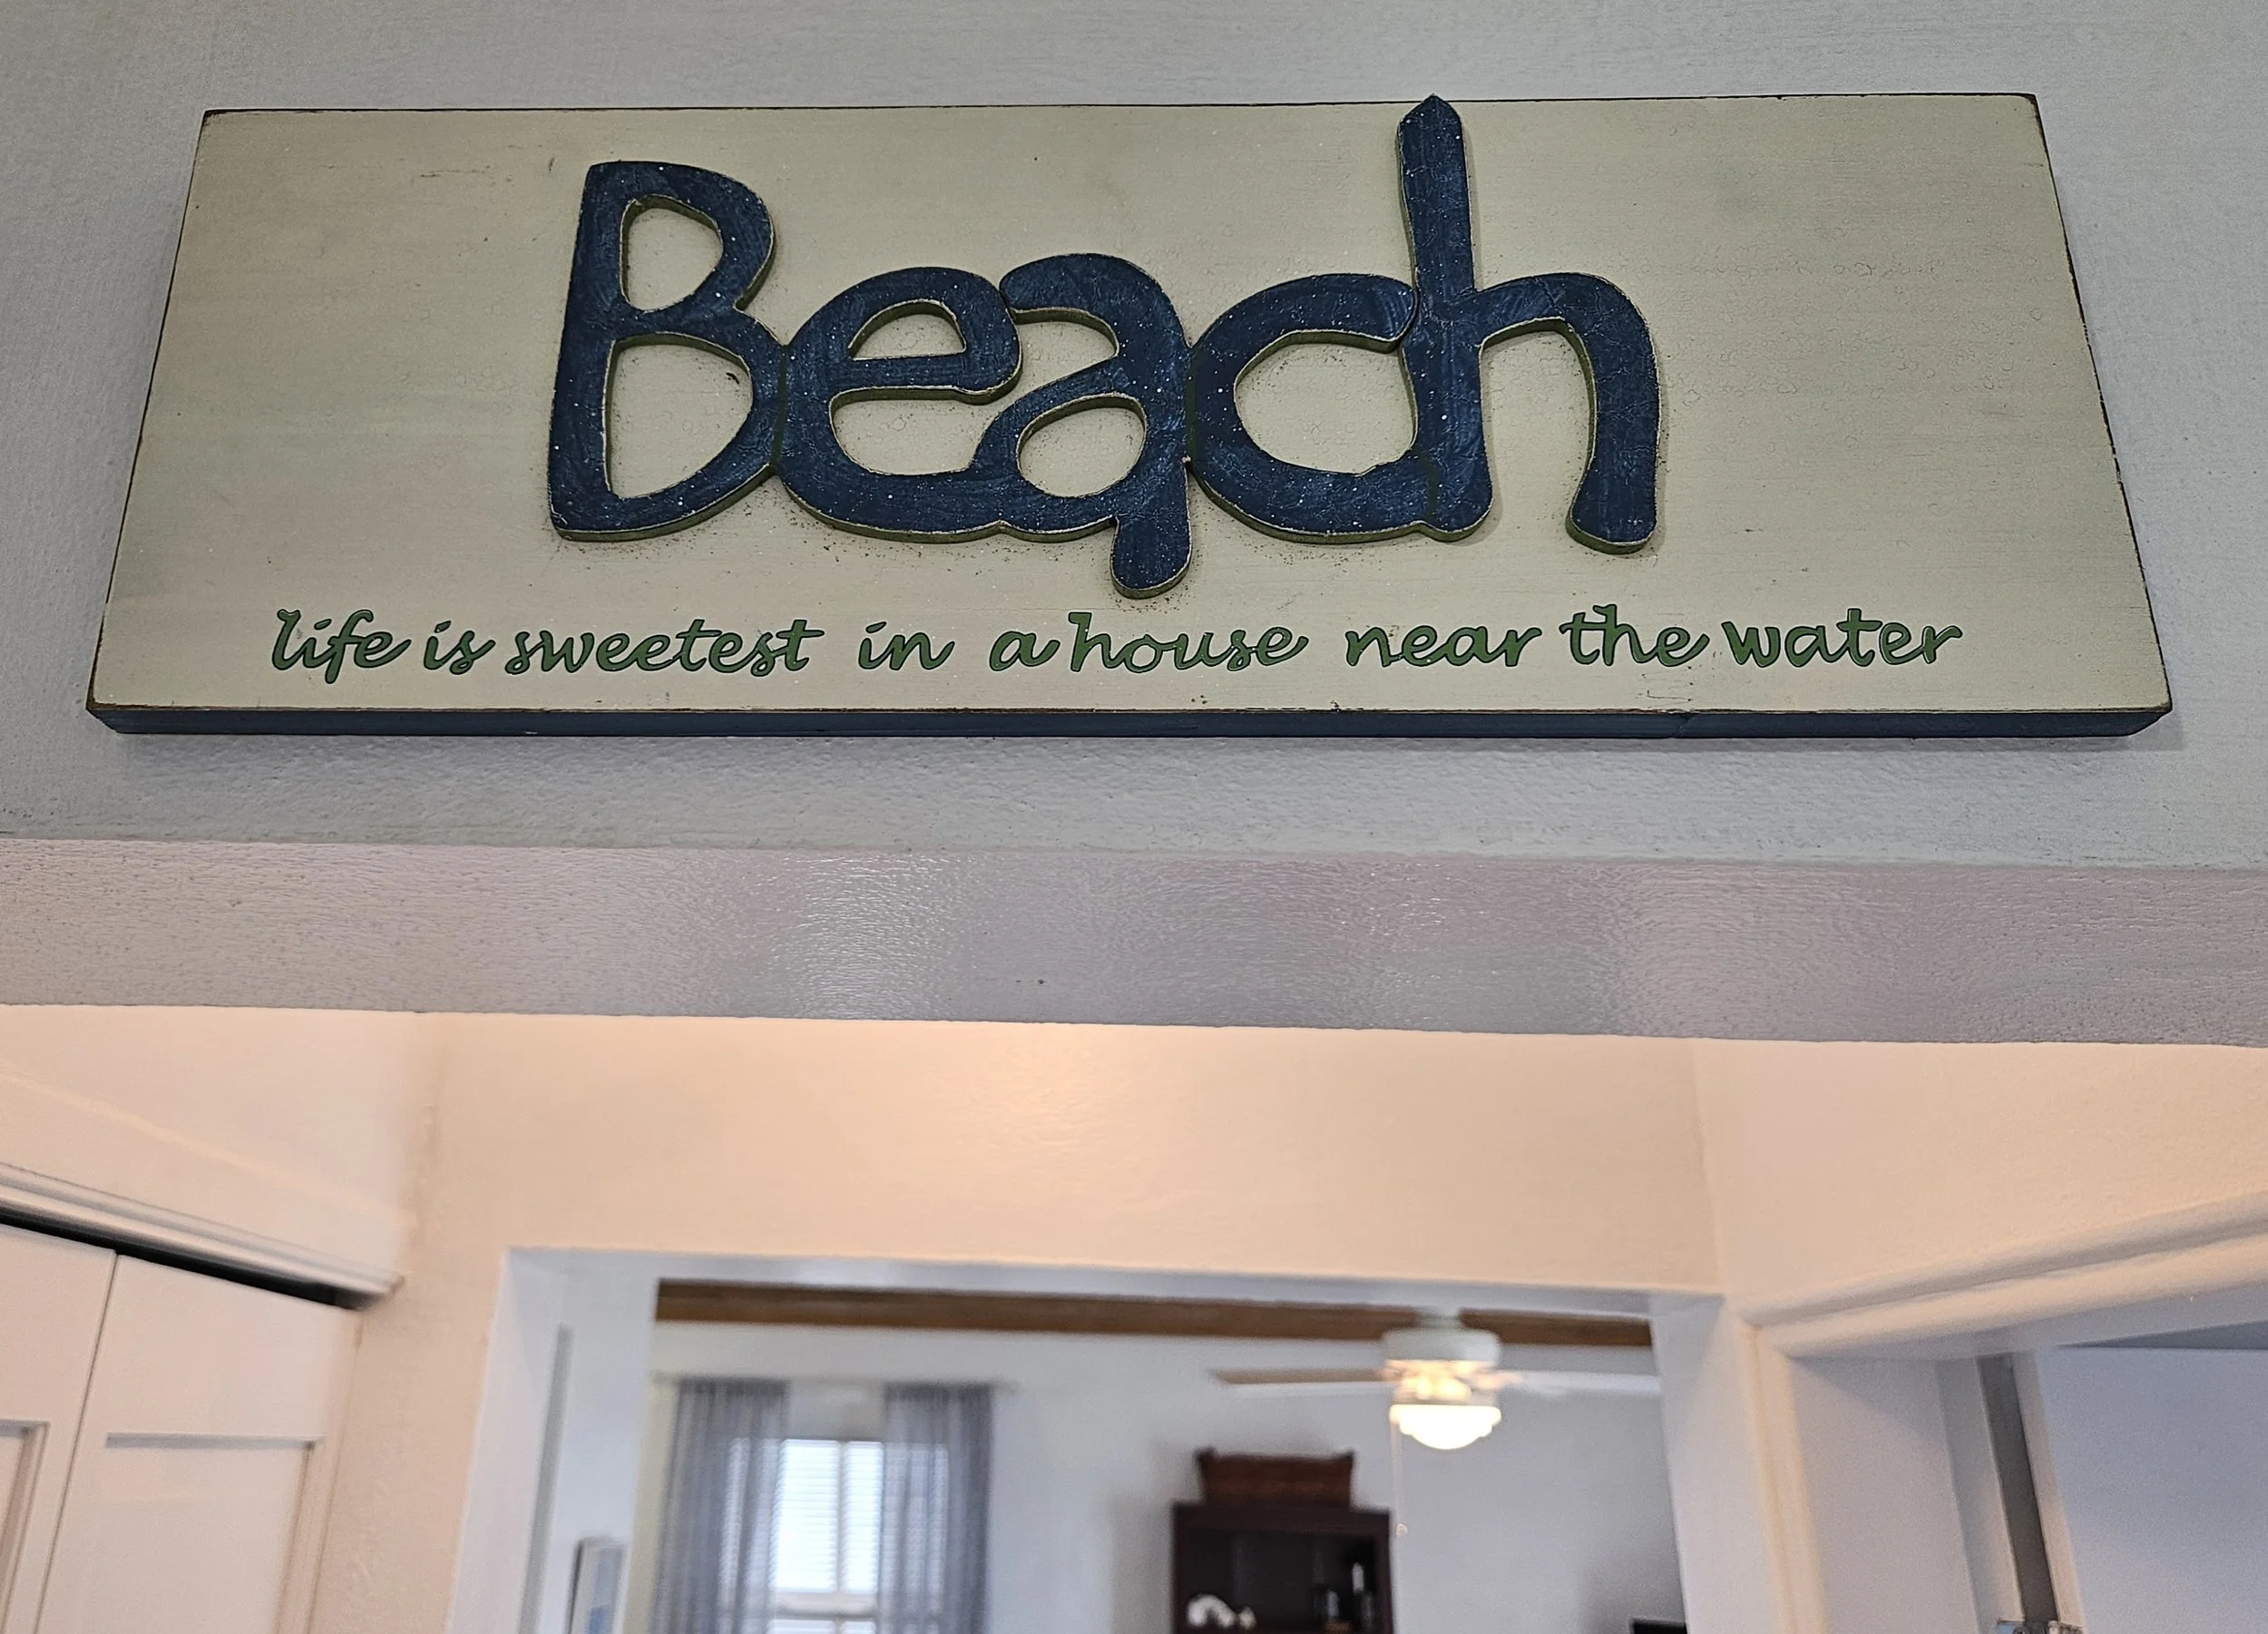 Beach
life is sweetest in a house near the water